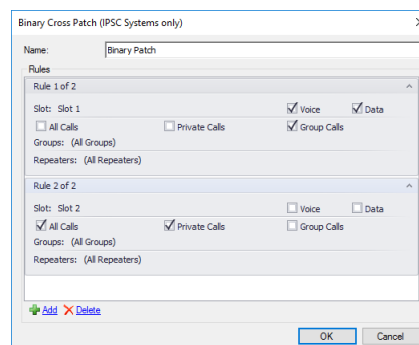 Binary Cross Patch (IPSC Systems only)
Name: Binary Patch
Rules
Rule 1 of 2
Slot: Slot 1 Voice Data
All Calls Private Calls Group Calls
Groups: (All Groups)
Repeaters: (All Repeaters)
Rule 2 of 2
Slot: Slot 2 Voice Data
All Calls Private Calls Group Calls
Groups: (All Groups)
Repeaters: (All Repeaters)
Add Delete
OK Cancel